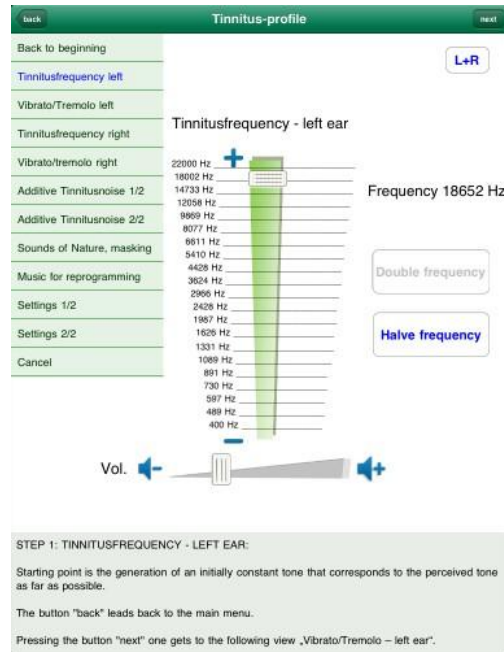 back
Tinnitus-profile
next
Back to beginning
Tinnitusfrequency left
Vibrato/Tremolo left
Tinnitusfrequency right
Vibrato/tremolo right
Additive Tinnitusnoise 1/2
Additive Tinnitusnoise 2/2
Sounds of Nature, masking
Music for reprogramming
Settings 1/2
Settings 2/2
Cancel
L+R
Tinnitusfrequency - left ear
22000 Hz
18002 Hz
14733 Hz
12058 Hz
9869 Hz
8077 Hz
6611 Hz
5410 Hz
4428 Hz
3624 Hz
2966 Hz
2428 Hz
1987 Hz
1626 Hz
1331 Hz
1089 Hz
891 Hz
730 Hz
597 Hz
489 Hz
400 Hz
Frequency 18652 Hz
Double frequency
Halve frequency
Vol.
STEP 1: TINNITUSFREQUENCY - LEFT EAR:
Starting point is the generation of an initially constant tone that corresponds to the perceived tone
as far as possible.
The button "back" leads back to the main menu.
Pressing the button "next" one gets to the following view „Vibrato/Tremolo – left ear“.